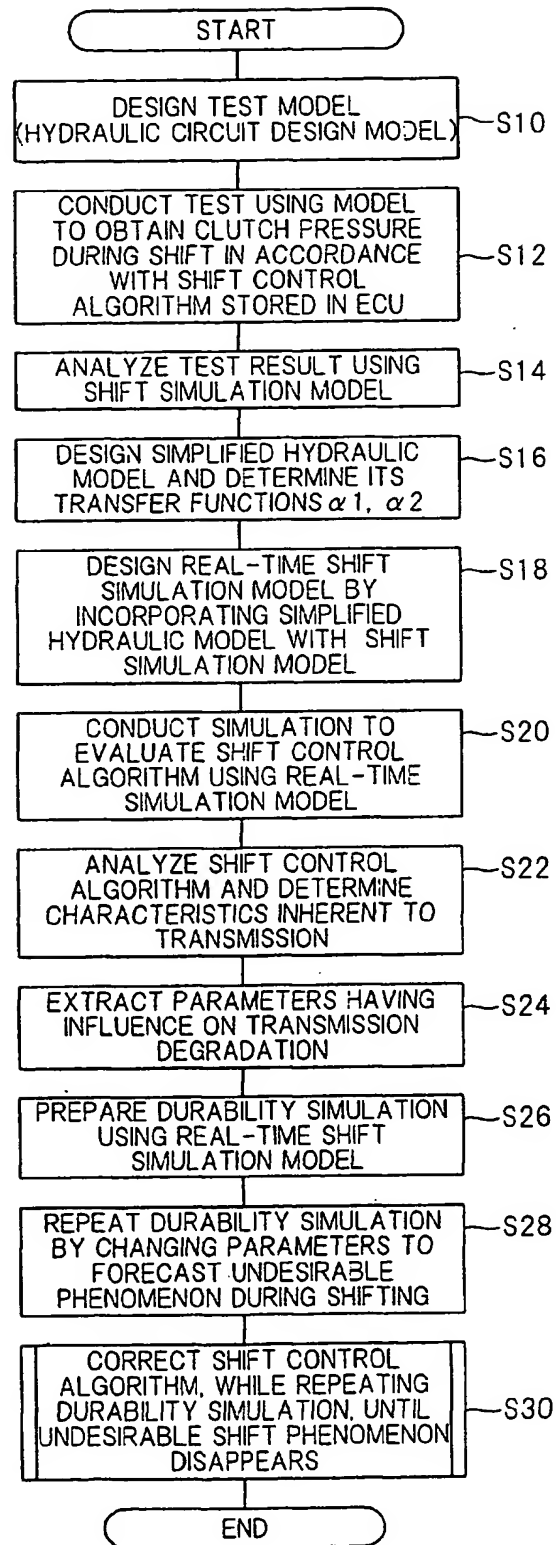 START
DESIGN TEST MODEL
(HYDRAULIC CIRCUIT DESIGN MODEL)
S10
CONDUCT TEST USING MODEL
TO OBTAIN CLUTCH PRESSURE
DURING SHIFT IN ACCORDANCE
WITH SHIFT CONTROL
ALGORITHM STORED IN ECU
S12
ANALYZE TEST RESULT USING
SHIFT SIMULATION MODEL
S14
DESIGN SIMPLIFIED HYDRAULIC
MODEL AND DETERMINE ITS
TRANSFER FUNCTIONS α1, α2
S16
DESIGN REAL-TIME SHIFT
SIMULATION MODEL BY
INCORPORATING SIMPLIFIED
HYDRAULIC MODEL WITH SHIFT
SIMULATION MODEL
S18
CONDUCT SIMULATION TO
EVALUATE SHIFT CONTROL
ALGORITHM USING REAL-TIME
SIMULATION MODEL
S20
ANALYZE SHIFT CONTROL
ALGORITHM AND DETERMINE
CHARACTERISTICS INHERENT TO
TRANSMISSION
S22
EXTRACT PARAMETERS HAVING
INFLUENCE ON TRANSMISSION
DEGRADATION
S24
PREPARE DURABILITY SIMULATION
USING REAL-TIME SHIFT
SIMULATION MODEL
S26
REPEAT DURABILITY SIMULATION
BY CHANGING PARAMETERS TO
FORECAST UNDESIRABLE
PHENOMENON DURING SHIFTING
S28
CORRECT SHIFT CONTROL
ALGORITHM, WHILE REPEATING
DURABILITY SIMULATION, UNTIL
UNDESIRABLE SHIFT PHENOMENON
DISAPPEARS
S30
END